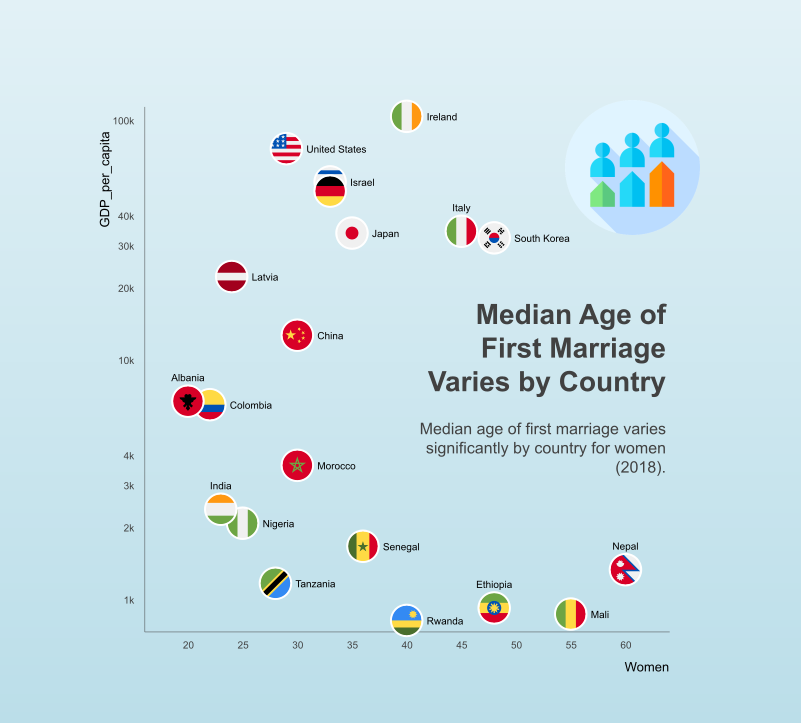 GDP_per_capita
100k
40k
30k
20k
10k
4k
3k
2k
1k
Ireland
United States
Israel
Italy
Japan
South Korea
Latvia
China
Albania
Colombia
Morocco
India
Nigeria
Senegal
Nepal
Tanzania
Ethiopia
Mali
Rwanda
Median Age of
First Marriage
Varies by Country
Median age of first marriage varies
significantly by country for women
(2018).
20 25 30 35 40 45 50 55 60
Women